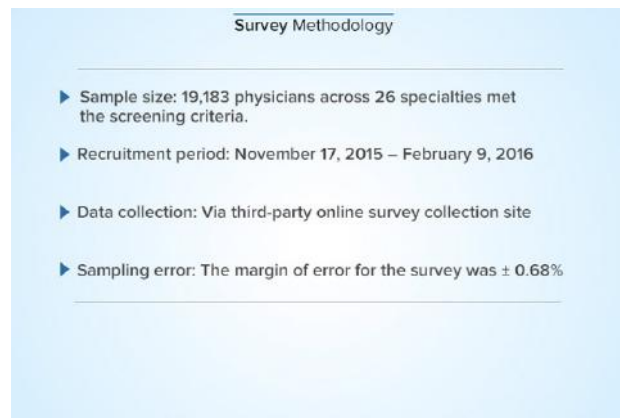 Survey Methodology
Sample size: 19,183 physicians across 26 specialties met
the screening criteria.
Recruitment period: November 17, 2015 – February 9, 2016
Data collection: Via third-party online survey collection site
Sampling error: The margin of error for the survey was ± 0.68%